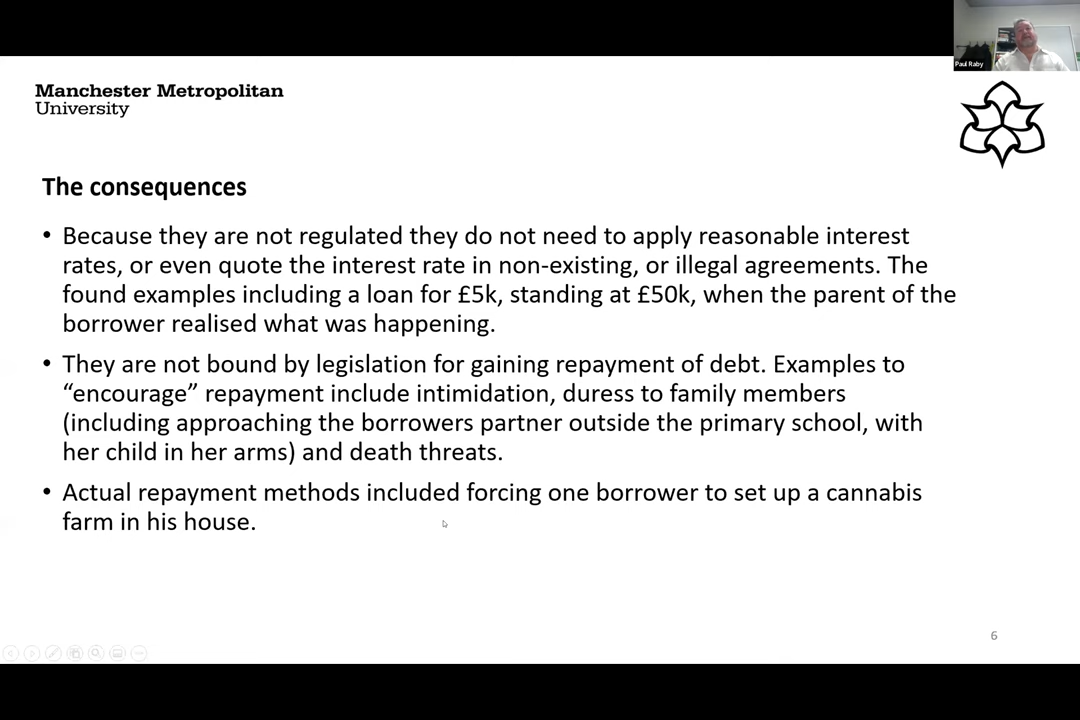 Paul Raby
Manchester Metropolitan
University
The consequences
• Because they are not regulated they do not need to apply reasonable interest
rates, or even quote the interest rate in non-existing, or illegal agreements. The
found examples including a loan for £5k, standing at £50k, when the parent of the
borrower realised what was happening.
• They are not bound by legislation for gaining repayment of debt. Examples to
“encourage” repayment include intimidation, duress to family members
(including approaching the borrowers partner outside the primary school, with
her child in her arms) and death threats.
• Actual repayment methods included forcing one borrower to set up a cannabis
farm in his house.
6